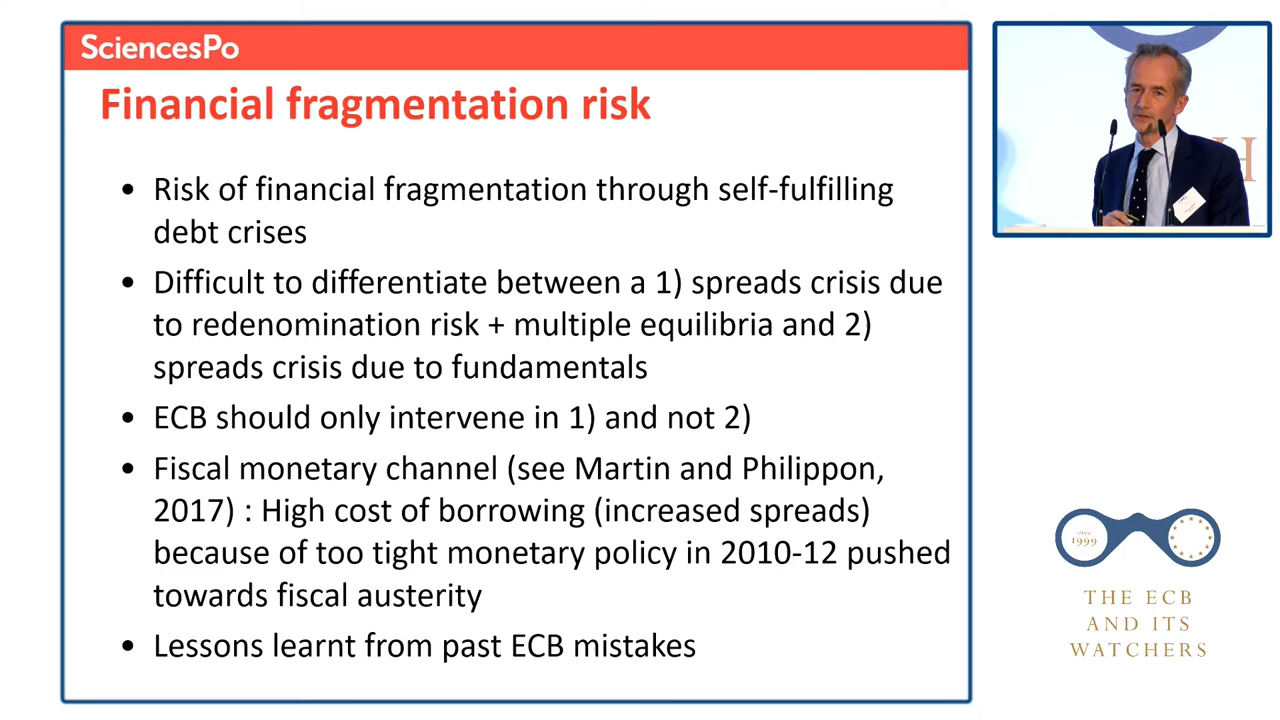 SciencesPo
Financial fragmentation risk
• Risk of financial fragmentation through self-fulfilling
debt crises
• Difficult to differentiate between a 1) spreads crisis due
to redenomination risk + multiple equilibria and 2)
spreads crisis due to fundamentals
• ECB should only intervene in 1) and not 2)
• Fiscal monetary channel (see Martin and Philippon,
2017) : High cost of borrowing (increased spreads)
because of too tight monetary policy in 2010-12 pushed
towards fiscal austerity
• Lessons learnt from past ECB mistakes
H
since
1999
THE ECB
AND ITS
WATCHERS